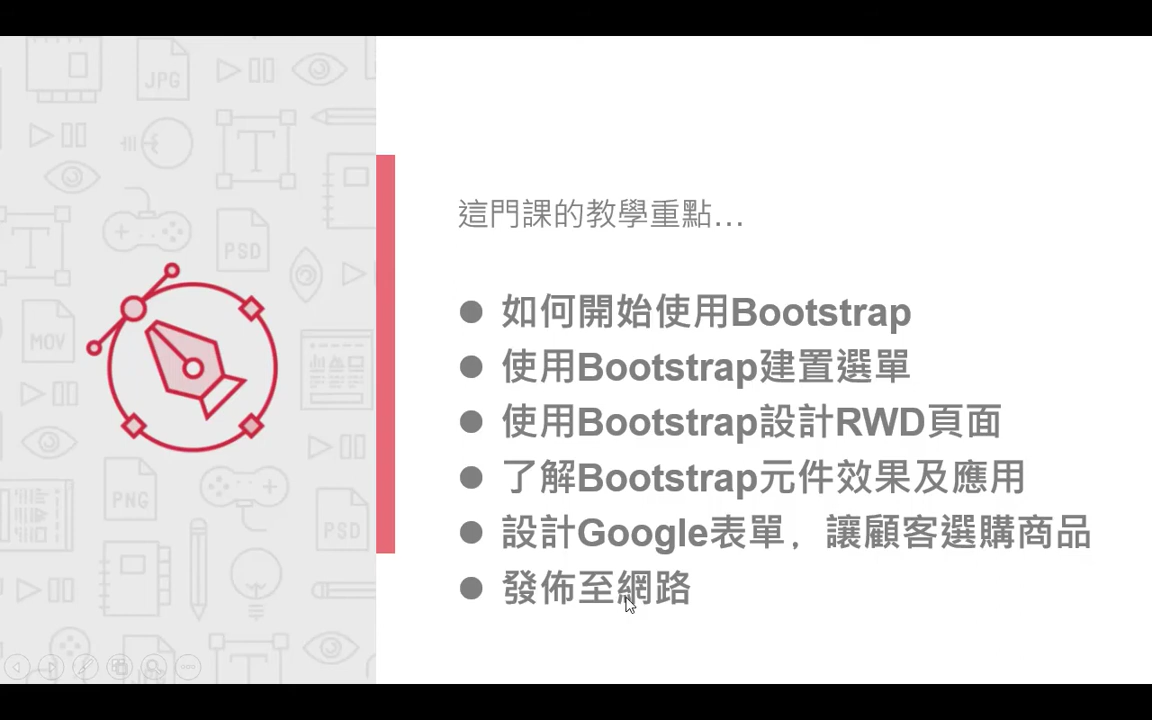 JPG
T
T
PSD
MOV
PNG
PSD
這門課的教學重點...
● 如何開始使用Bootstrap
● 使用Bootstrap建置選單
● 使用Bootstrap設計RWD頁面
● 了解Bootstrap元件效果及應用
● 設計Google表單，讓顧客選購商品
● 發佈至網路